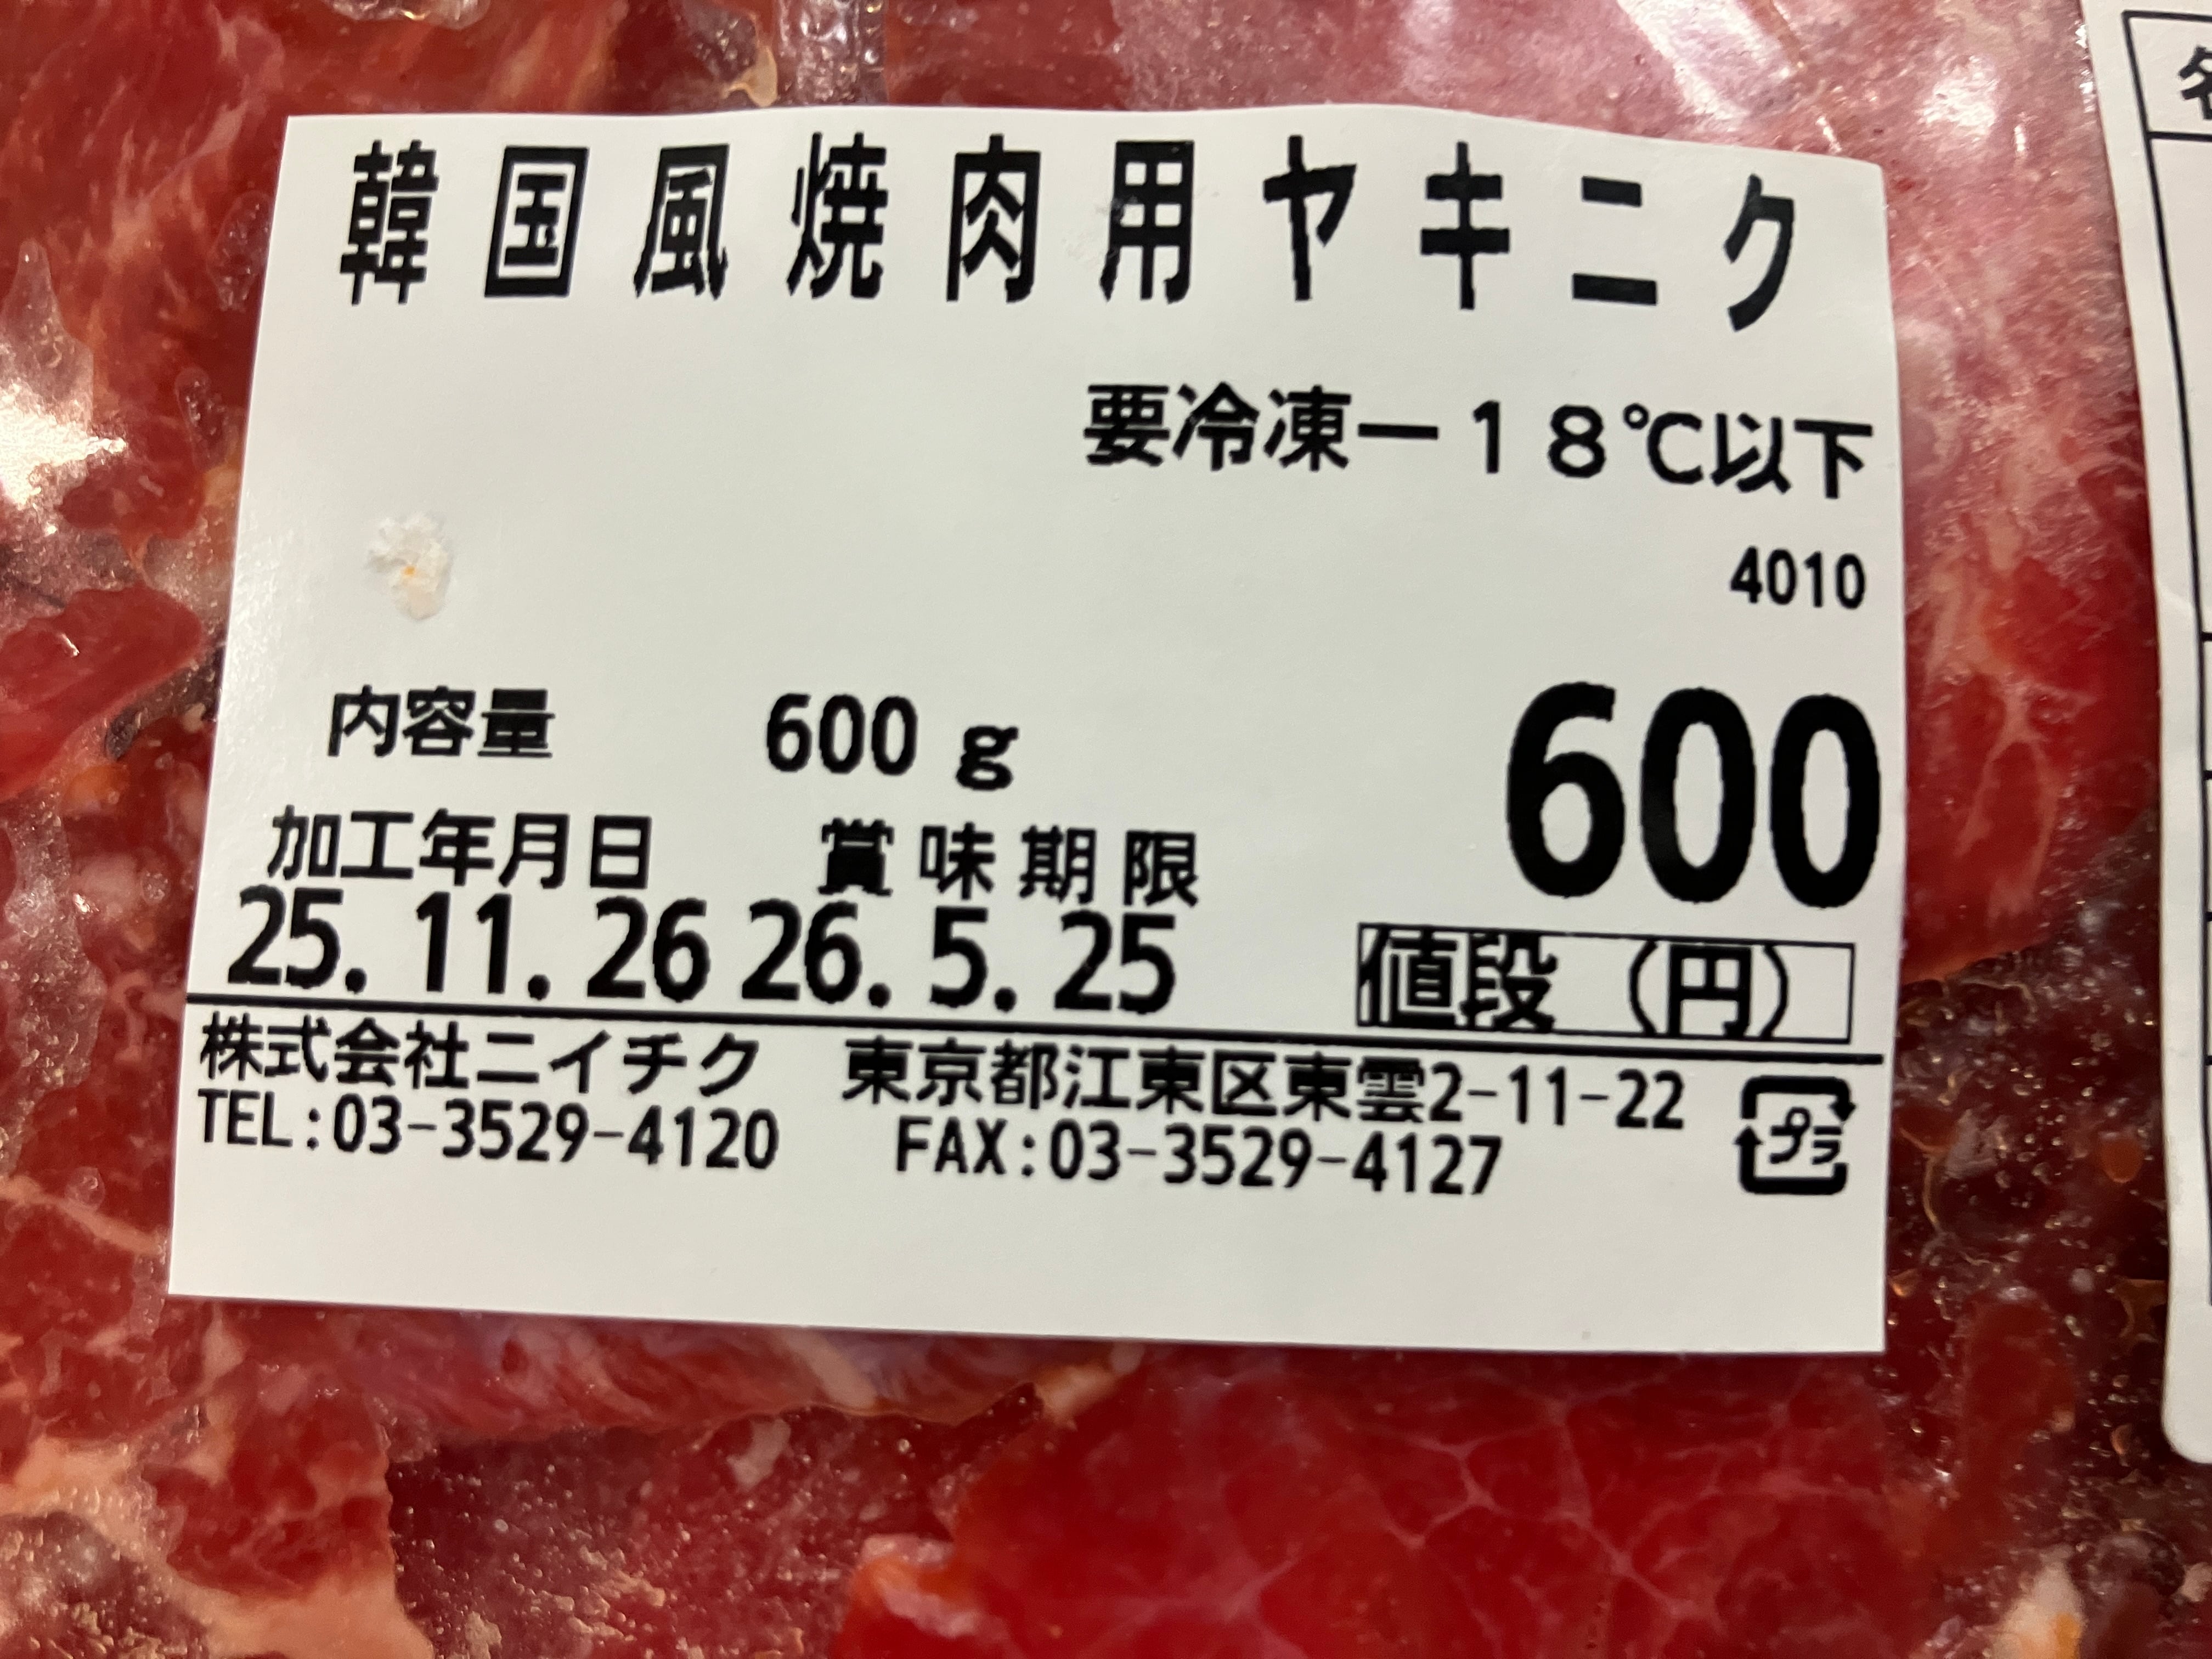 韓国風焼肉用ヤキニク
要冷凍－１８℃以下
4010
内容量 600 g
600
加工年月日 賞味期限
25.11.26 26.5.25
値段（円）
株式会社ニイチク 東京都江東区東雲2-11-22
TEL:03-3529-4120 FAX:03-3529-4127
プラ